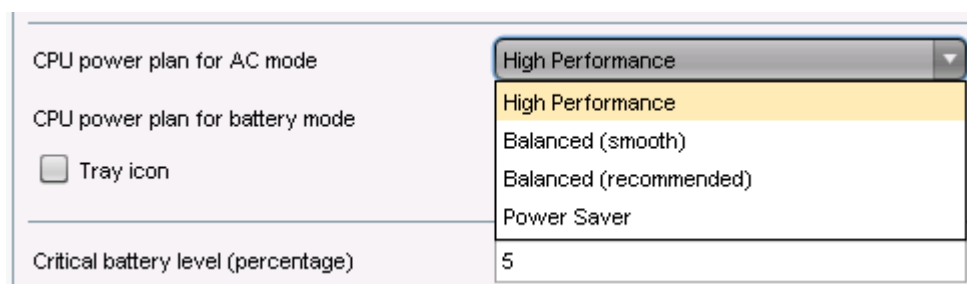 CPU power plan for AC mode
High Performance
High Performance
CPU power plan for battery mode
Balanced (smooth)
Tray icon
Balanced (recommended)
Power Saver
Critical battery level (percentage)
5